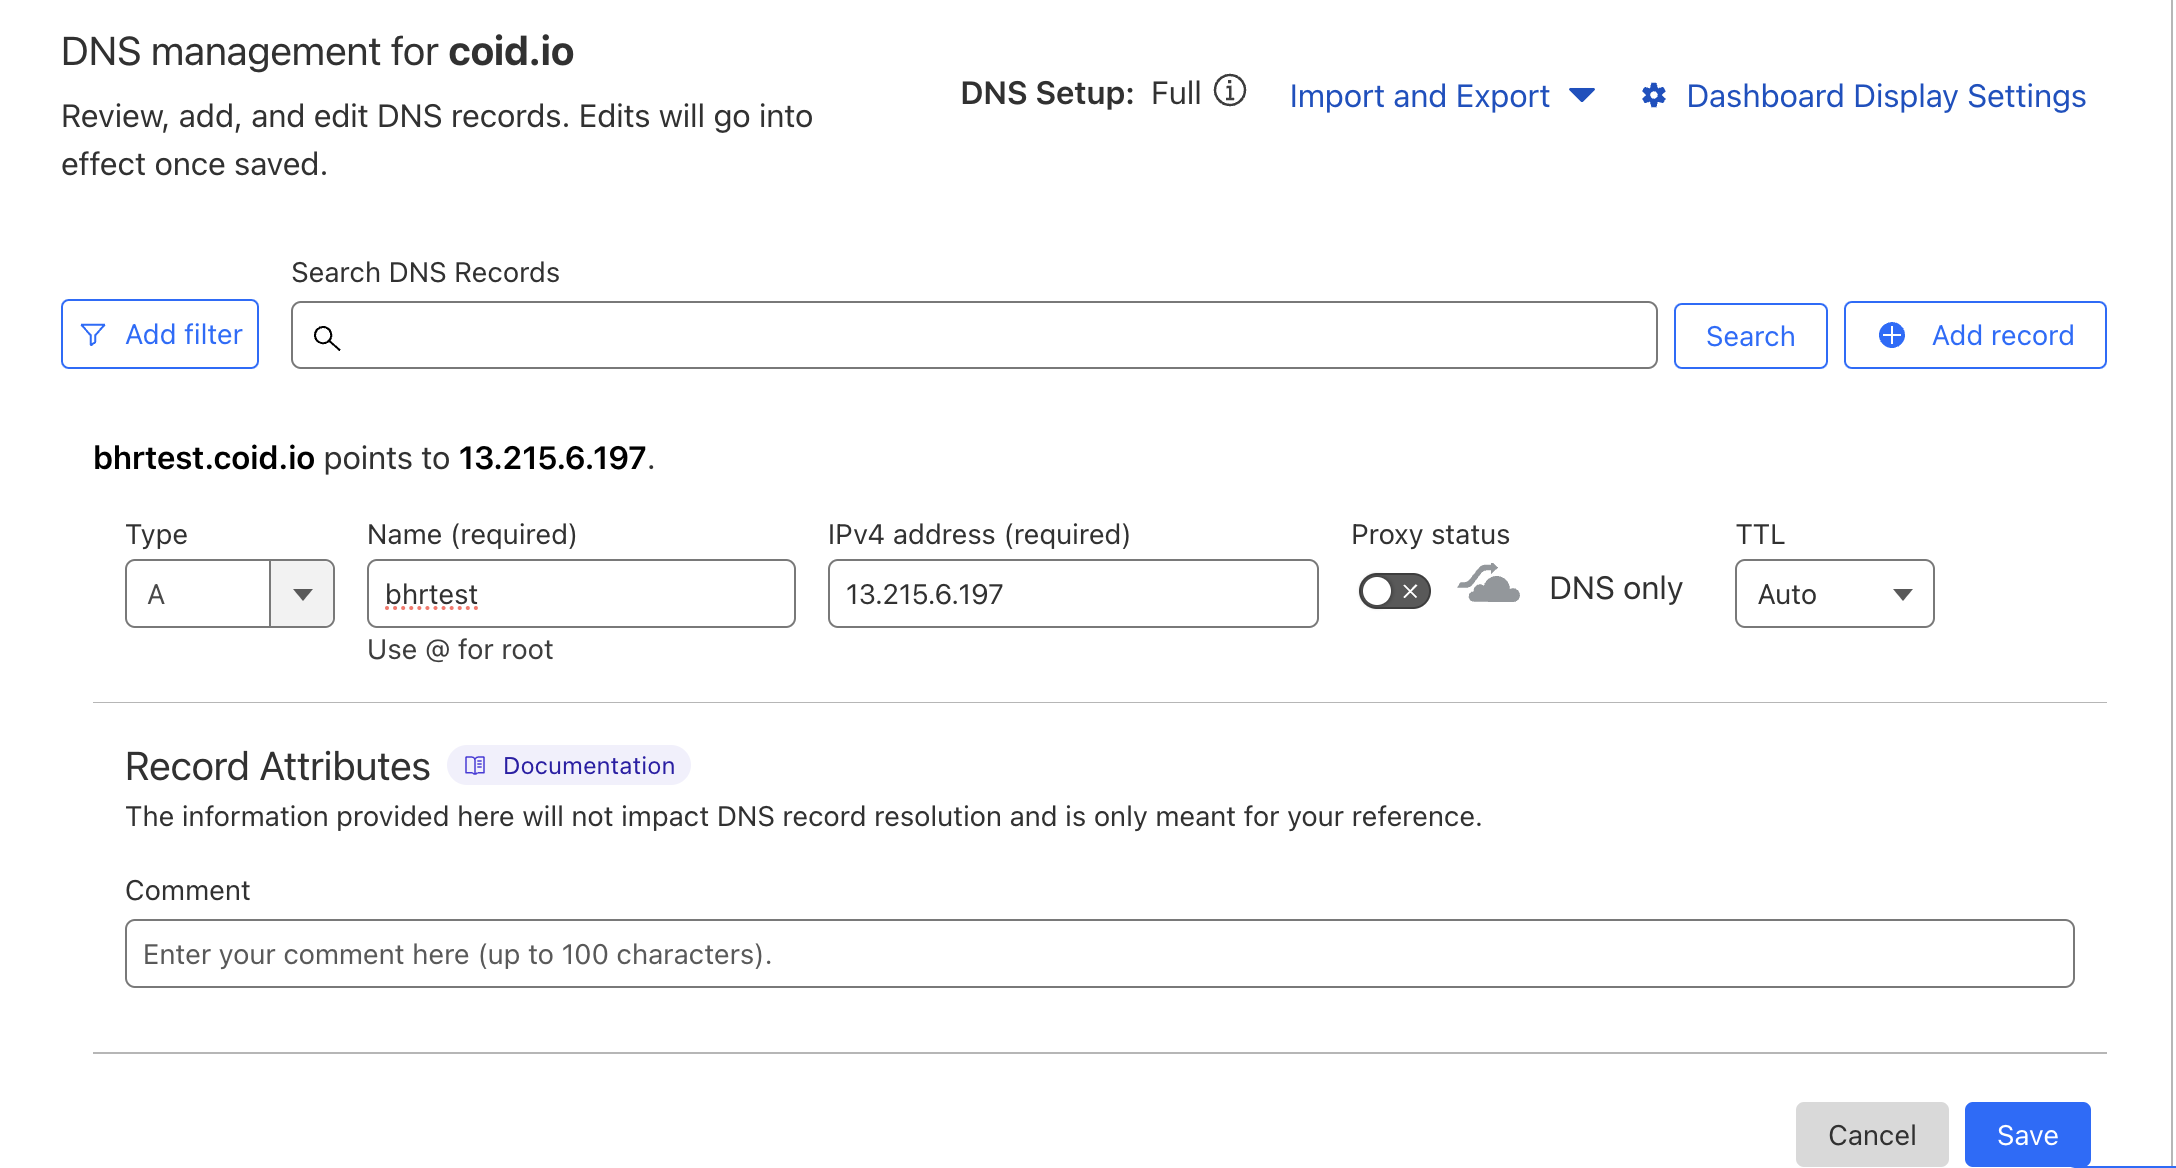 DNS management for coid.io
Review, add, and edit DNS records. Edits will go into
effect once saved.
DNS Setup: Full
Import and Export
Dashboard Display Settings
Search DNS Records
Add filter
Search
Add record
bhrtest.coid.io points to 13.215.6.197.
Type
Name (required)
IPv4 address (required)
Proxy status
TTL
A
bhrtest
13.215.6.197
DNS only
Auto
Use @ for root
Record Attributes
Documentation
The information provided here will not impact DNS record resolution and is only meant for your reference.
Comment
Enter your comment here (up to 100 characters).
Cancel
Save